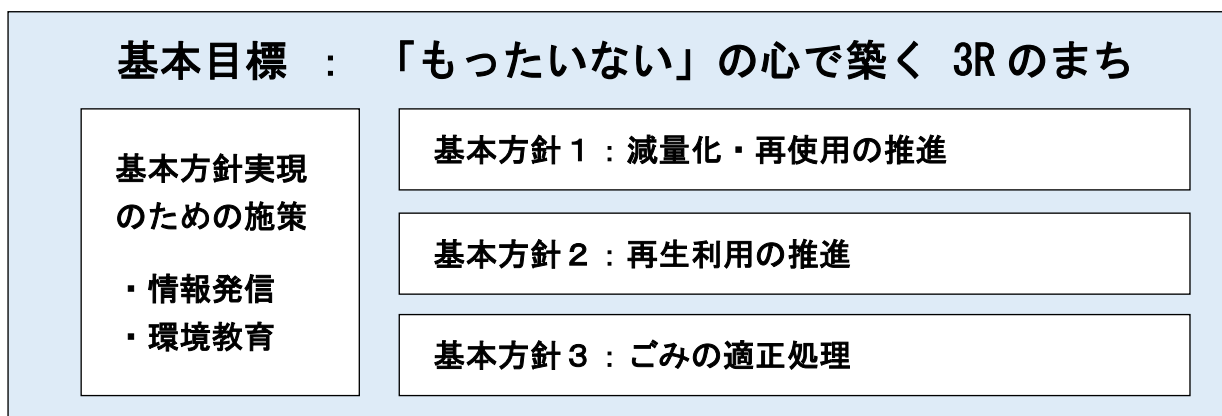 基本目標 ： 「もったいない」の心で築く 3Rのまち
基本方針実現
のための施策
・情報発信
・環境教育
基本方針１：減量化・再使用の推進
基本方針２：再生利用の推進
基本方針３：ごみの適正処理